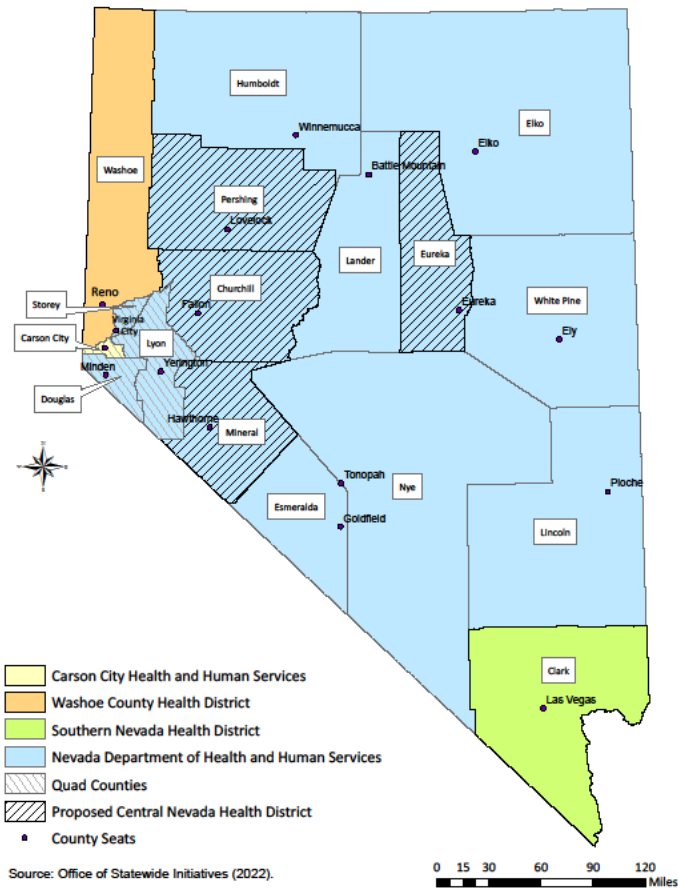 Humboldt
Elko
Winnemucca
Elko
Washoe
Battle Mountain
Pershing
Lovelock
Eureka
Lander
Churchill
Reno
Storey
Fallon
Eureka
White Pine
Virginia
City
Carson City
Lyon
Ely
Minden
Yerington
Douglas
Hawthorne
Mineral
Tonopah
Nye
Pioche
Esmeralda
Goldfield
Lincoln
Clark
Las Vegas
Carson City Health and Human Services
Washoe County Health District
Southern Nevada Health District
Nevada Department of Health and Human Services
Quad Counties
Proposed Central Nevada Health District
County Seats
Source: Office of Statewide Initiatives (2022).
0 15 30 60 90 120
Miles